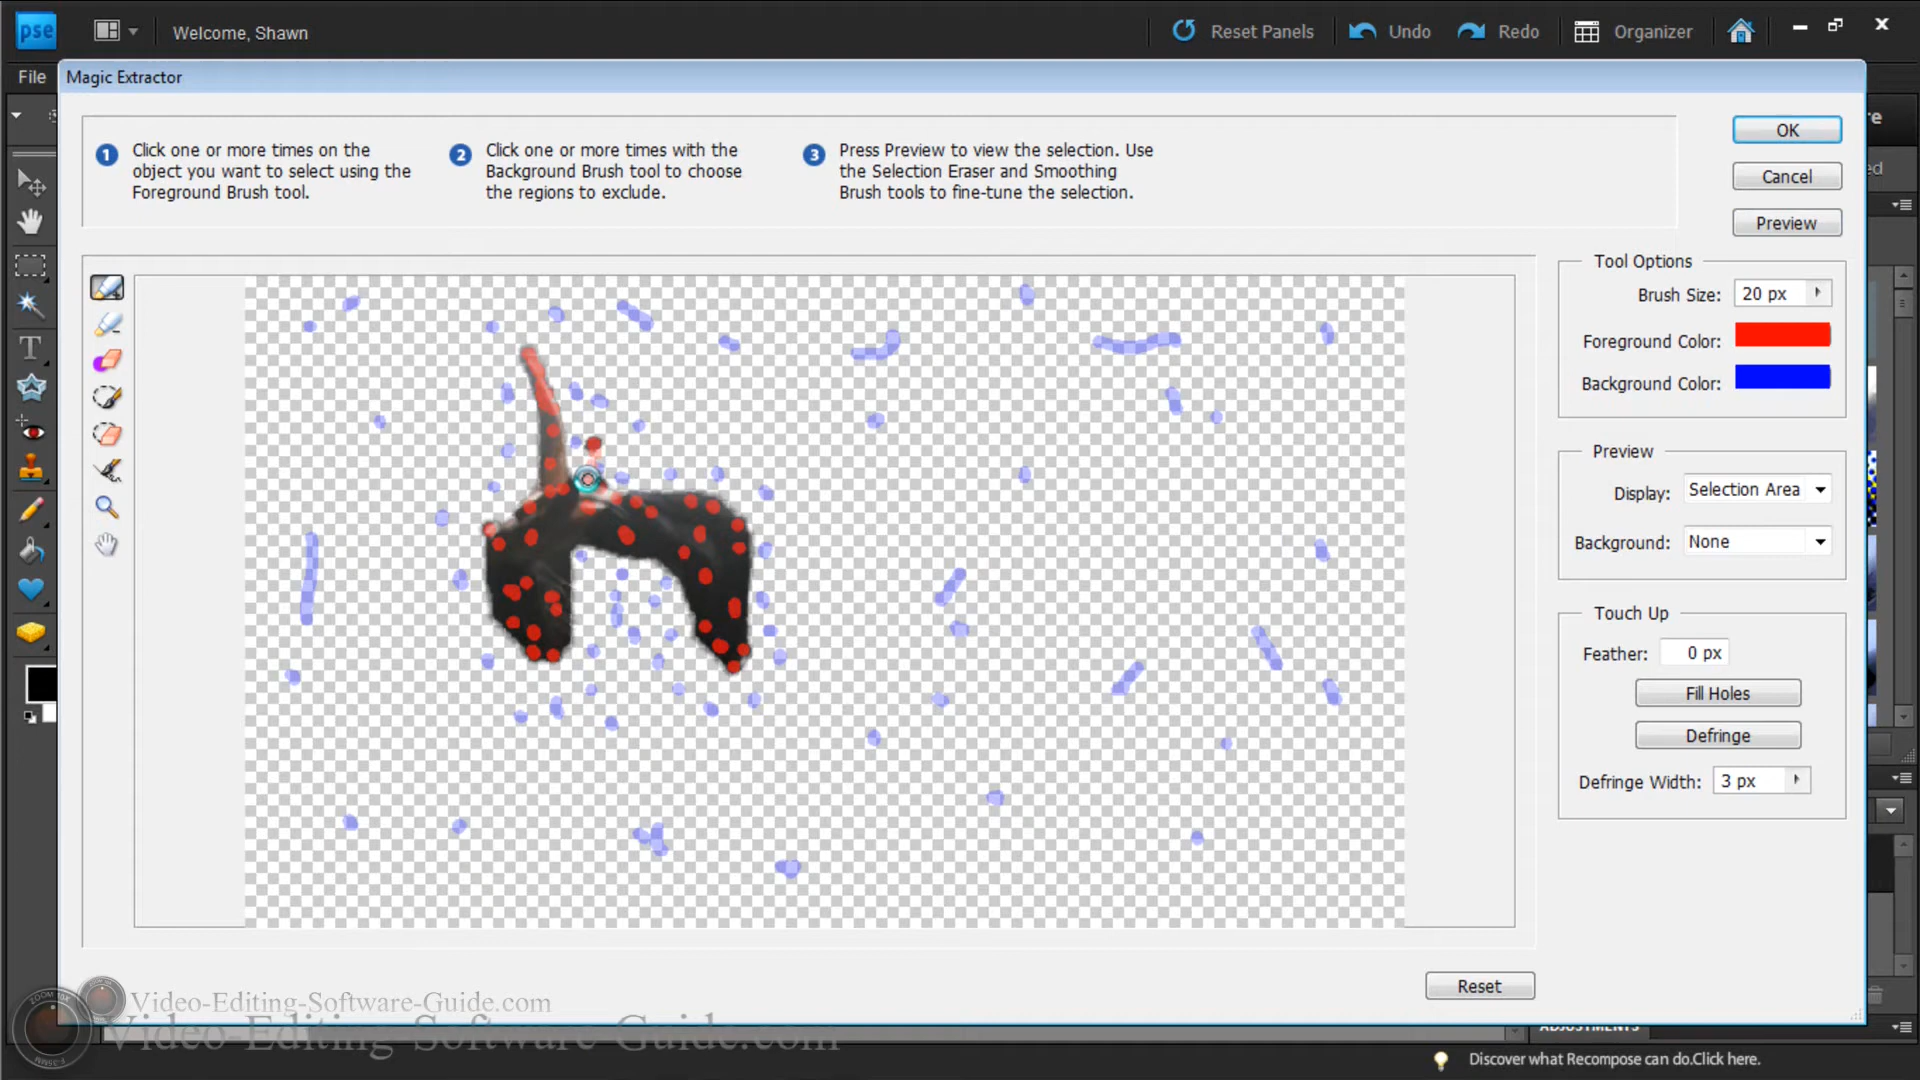 pse
Welcome, Shawn
Reset Panels
Undo
Redo
Organizer
File
Magic Extractor
1 Click one or more times on the
object you want to select using the
Foreground Brush tool.
2 Click one or more times with the
Background Brush tool to choose
the regions to exclude.
3 Press Preview to view the selection. Use
the Selection Eraser and Smoothing
Brush tools to fine-tune the selection.
OK
Cancel
Preview
Tool Options
Brush Size: 20 px
Foreground Color:
Background Color:
Preview
Display: Selection Area
Background: None
Touch Up
Feather: 0 px
Fill Holes
Defringe
Defringe Width: 3 px
Reset
Video-Editing-Software-Guide.com
Video-Editing-Software-Guide.com
ADJUSTMENTS
Discover what Recompose can do.Click here.